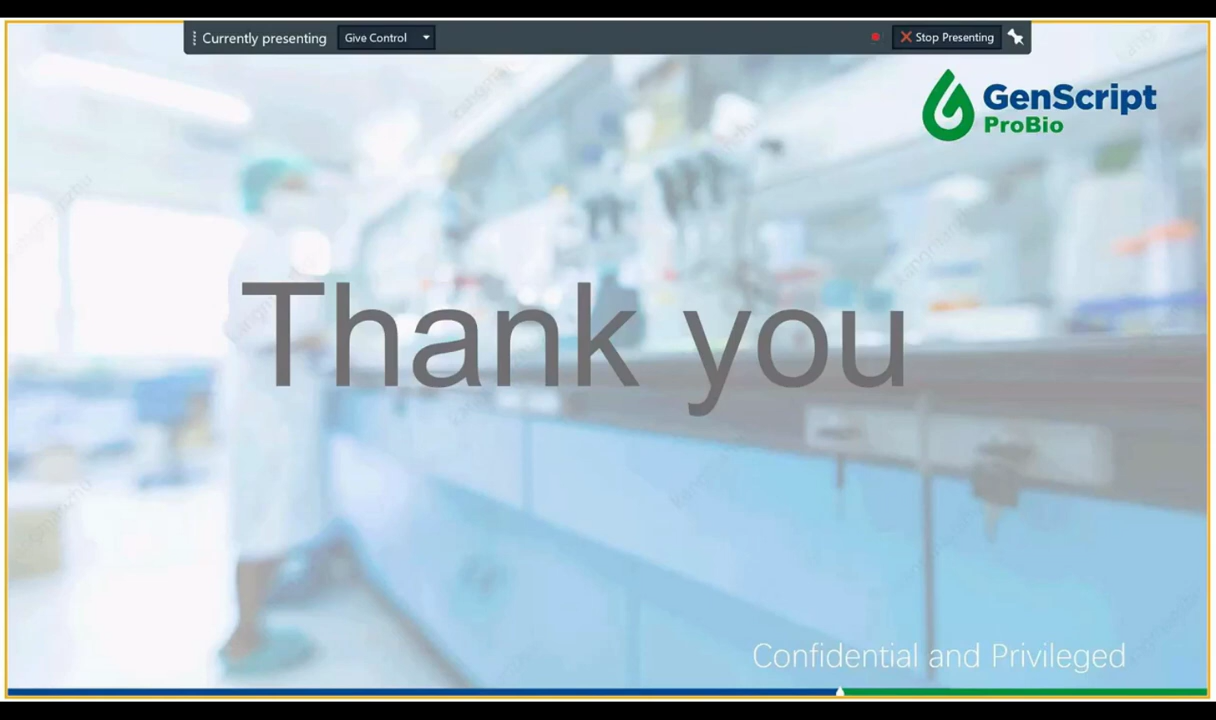 Currently presenting Give Control Stop Presenting
GenScript
ProBio
Thank you
Confidential and Privileged